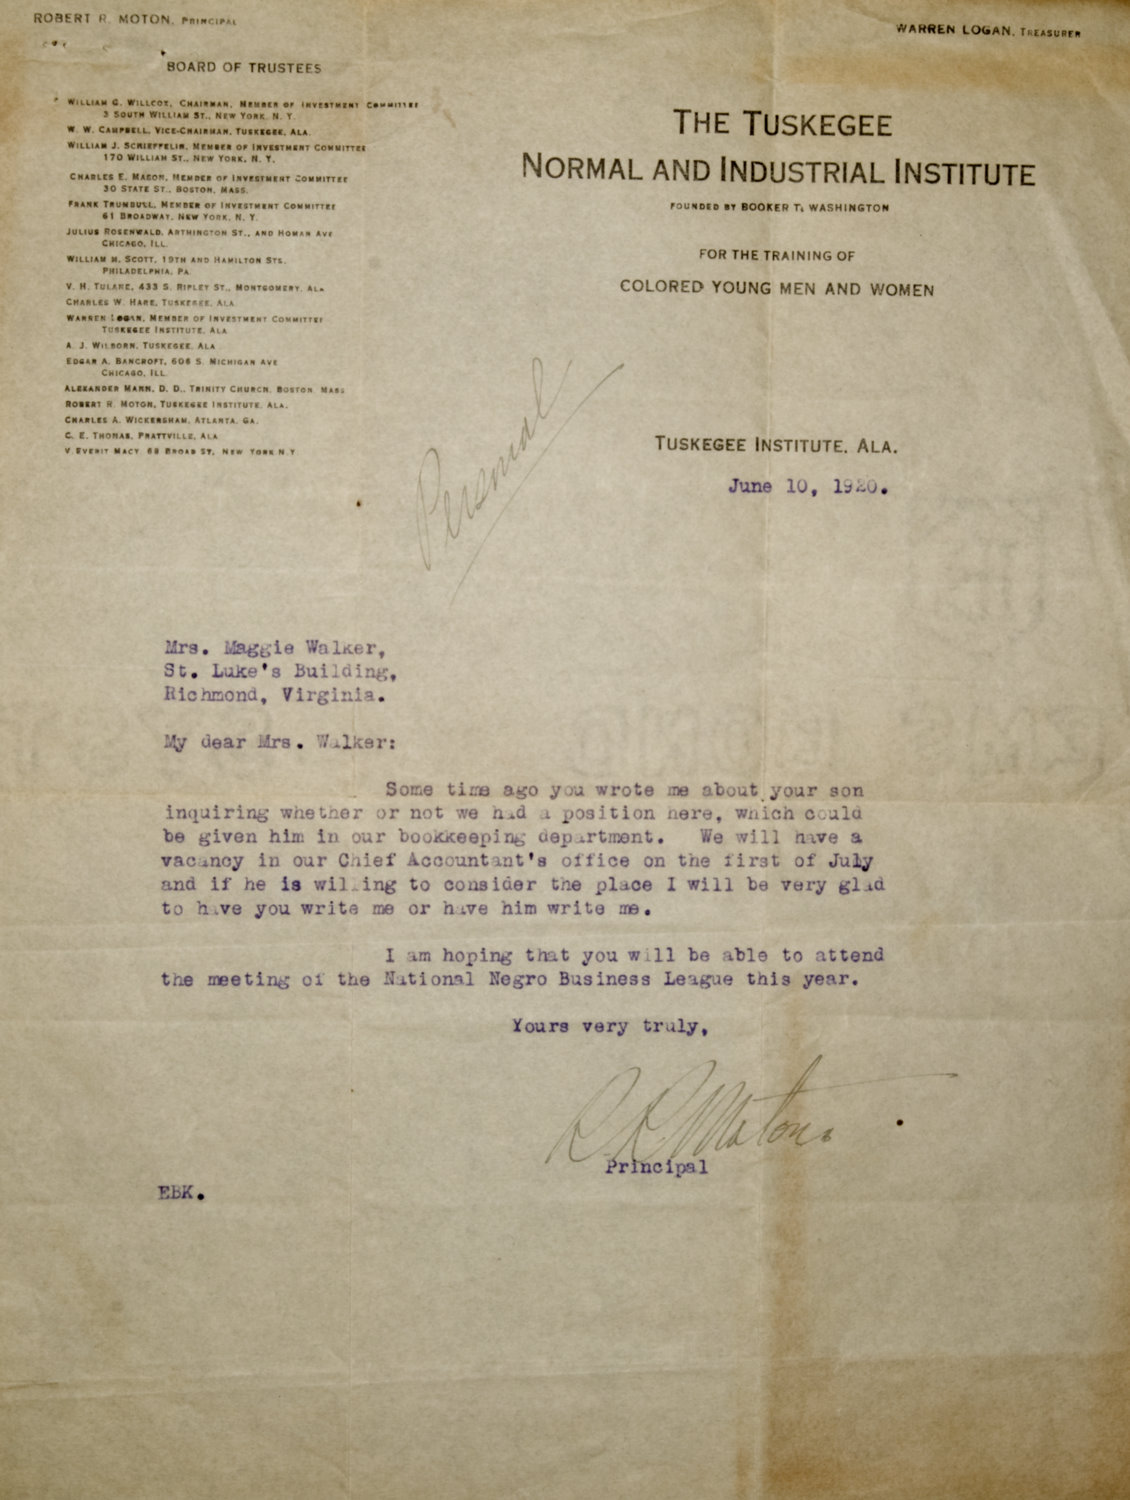 ROBERT R. MOTON, PRINCIPAL
WARREN LOGAN, TREASURER
BOARD OF TRUSTEES
WILLIAM G. WILLCOX, CHAIRMAN, MEMBER OF INVESTMENT COMMITTEE
3 SOUTH WILLIAM ST., NEW YORK, N. Y.
W. W. CAMPBELL, VICE-CHAIRMAN, TUSKEGEE, ALA.
WILLIAM J. SCHIEFFELIN, MEMBER OF INVESTMENT COMMITTEE
170 WILLIAM ST., NEW YORK, N. Y.
CHARLES E. MASON, MEMBER OF INVESTMENT COMMITTEE
30 STATE ST., BOSTON, MASS.
FRANK TRUMBULL, MEMBER OF INVESTMENT COMMITTEE
61 BROADWAY, NEW YORK, N. Y.
JULIUS ROSENWALD, ARTHINGTON ST., AND HOMAN AVE
CHICAGO, ILL.
WILLIAM H. SCOTT, 19TH AND HAMILTON STS.
PHILADELPHIA, PA.
V. H. TULANE, 433 S. RIPLEY ST., MONTGOMERY, ALA
CHARLES W. HARE, TUSKEGEE, ALA.
WARREN LOGAN, MEMBER OF INVESTMENT COMMITTEE
TUSKEGEE INSTITUTE, ALA
A. J. WILBORN, TUSKEGEE, ALA
EDGAR A. BANCROFT, 606 S. MICHIGAN AVE
CHICAGO, ILL.
ALEXANDER MANN, D. D., TRINITY CHURCH, BOSTON, MASS
ROBERT R. MOTON, TUSKEGEE INSTITUTE, ALA.
CHARLES A. WICKERSHAM, ATLANTA, GA.
C. E. THOMAS, PRATTVILLE, ALA
V EVERIT MACY 68 BROAD ST, NEW YORK N Y
THE TUSKEGEE
NORMAL AND INDUSTRIAL INSTITUTE
FOUNDED BY BOOKER T. WASHINGTON
FOR THE TRAINING OF
COLORED YOUNG MEN AND WOMEN
Personal
TUSKEGEE INSTITUTE, ALA.
June 10, 1920.
Mrs. Maggie Walker,
St. Luke's Building,
Richmond, Virginia.
My dear Mrs. Walker:
Some time ago you wrote me about your son
inquiring whether or not we had a position here, which could
be given him in our bookkeeping department. We will have a
vacancy in our Chief Accountant's office on the first of July
and if he is willing to consider the place I will be very glad
to have you write me or have him write me.
I am hoping that you will be able to attend
the meeting of the National Negro Business League this year.
Yours very truly,
R R Moton.
Principal
EBK.